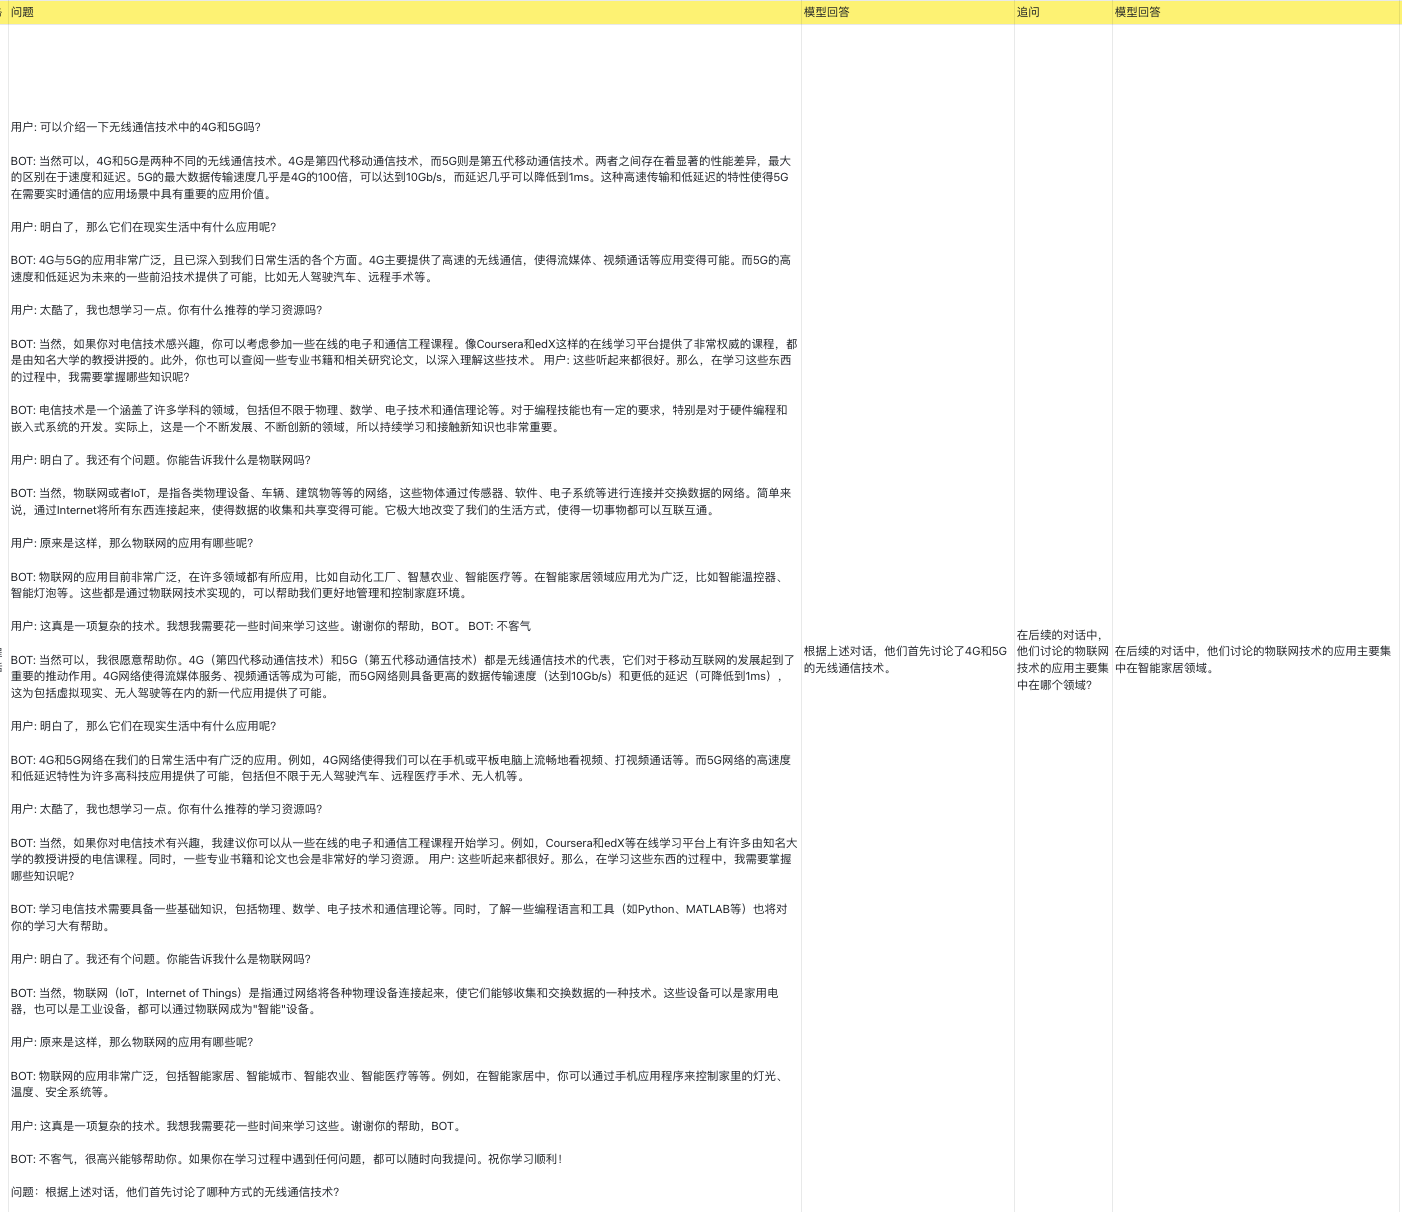 问题
模型回答
追问
模型回答
用户: 可以介绍一下无线通信技术中的4G和5G吗?
BOT: 当然可以，4G和5G是两种不同的无线通信技术。4G是第四代移动通信技术，而5G则是第五代移动通信技术。两者之间存在着显著的性能差异，最大
的区别在于速度和延迟。5G的最大数据传输速度几乎是4G的100倍，可以达到10Gb/s，而延迟几乎可以降低到1ms。这种高速传输和低延迟的特性使得5G
在需要实时通信的应用场景中具有重要的应用价值。
用户: 明白了，那么它们在现实生活中有什么应用呢?
BOT: 4G与5G的应用非常广泛，且已深入到我们日常生活的各个方面。4G主要提供了高速的无线通信，使得流媒体、视频通话等应用变得可能。而5G的高
速度和低延迟为未来的一些前沿技术提供了可能，比如无人驾驶汽车、远程手术等。
用户: 太酷了，我也想学习一点。你有什么推荐的学习资源吗?
BOT: 当然，如果你对电信技术感兴趣，你可以考虑参加一些在线的电子和通信工程课程。像Coursera和edX这样的在线学习平台提供了非常权威的课程，都
是由知名大学的教授讲授的。此外，你也可以查阅一些专业书籍和相关研究论文，以深入理解这些技术。 用户: 这些听起来都很好。那么，在学习这些东西
的过程中，我需要掌握哪些知识呢?
BOT: 电信技术是一个涵盖了许多学科的领域，包括但不限于物理、数学、电子技术和通信理论等。对于编程技能也有一定的要求，特别是对于硬件编程和
嵌入式系统的开发。实际上，这是一个不断发展、不断创新的领域，所以持续学习和接触新知识也非常重要。
用户: 明白了。我还有个问题。你能告诉我什么是物联网吗?
BOT: 当然，物联网或者IoT，是指各类物理设备、车辆、建筑物等等的网络，这些物体通过传感器、软件、电子系统等进行连接并交换数据的网络。简单来
说，通过Internet将所有东西连接起来，使得数据的收集和共享变得可能。它极大地改变了我们的生活方式，使得一切事物都可以互联互通。
用户: 原来是这样，那么物联网的应用有哪些呢?
BOT: 物联网的应用目前非常广泛，在许多领域都有所应用，比如自动化工厂、智慧农业、智能医疗等。在智能家居领域应用尤为广泛，比如智能温控器、
智能灯泡等。这些都是通过物联网技术实现的，可以帮助我们更好地管理和控制家庭环境。
用户: 这真是一项复杂的技术。我想我需要花一些时间来学习这些。谢谢你的帮助，BOT。 BOT: 不客气
BOT: 当然可以，我很愿意帮助你。4G（第四代移动通信技术）和5G（第五代移动通信技术）都是无线通信技术的代表，它们对于移动互联网的发展起到了
重要的推动作用。4G网络使得流媒体服务、视频通话等成为可能，而5G网络则具备更高的数据传输速度（达到10Gb/s）和更低的延迟（可降低到1ms），
这为包括虚拟现实、无人驾驶等在内的新一代应用提供了可能。
用户: 明白了，那么它们在现实生活中有什么应用呢?
BOT: 4G和5G网络在我们的日常生活中有广泛的应用。例如，4G网络使得我们可以在手机或平板电脑上流畅地看视频、打视频通话等。而5G网络的高速度
和低延迟特性为许多高科技应用提供了可能，包括但不限于无人驾驶汽车、远程医疗手术、无人机等。
用户: 太酷了，我也想学习一点。你有什么推荐的学习资源吗?
BOT: 当然，如果你对电信技术有兴趣，我建议你可以从一些在线的电子和通信工程课程开始学习。例如，Coursera和edX等在线学习平台上有许多由知名大
学的教授讲授的电信课程。同时，一些专业书籍和论文也会是非常好的学习资源。 用户: 这些听起来都很好。那么，在学习这些东西的过程中，我需要掌握
哪些知识呢?
BOT: 学习电信技术需要具备一些基础知识，包括物理、数学、电子技术和通信理论等。同时，了解一些编程语言和工具（如Python、MATLAB等）也将对
你的学习大有帮助。
用户: 明白了。我还有个问题。你能告诉我什么是物联网吗?
BOT: 当然，物联网（IoT，Internet of Things）是指通过网络将各种物理设备连接起来，使它们能够收集和交换数据的一种技术。这些设备可以是家用电
器，也可以是工业设备，都可以通过物联网成为"智能"设备。
用户: 原来是这样，那么物联网的应用有哪些呢?
BOT: 物联网的应用非常广泛，包括智能家居、智能城市、智能农业、智能医疗等等。例如，在智能家居中，你可以通过手机应用程序来控制家里的灯光、
温度、安全系统等。
用户: 这真是一项复杂的技术。我想我需要花一些时间来学习这些。谢谢你的帮助，BOT。
BOT: 不客气，很高兴能够帮助你。如果你在学习过程中遇到任何问题，都可以随时向我提问。祝你学习顺利!
问题：根据上述对话，他们首先讨论了哪种方式的无线通信技术?
根据上述对话，他们首先讨论了4G和5G
的无线通信技术。
在后续的对话中，
他们讨论的物联网
技术的应用主要集
中在哪个领域?
在后续的对话中，他们讨论的物联网技术的应用主要集
中在智能家居领域。